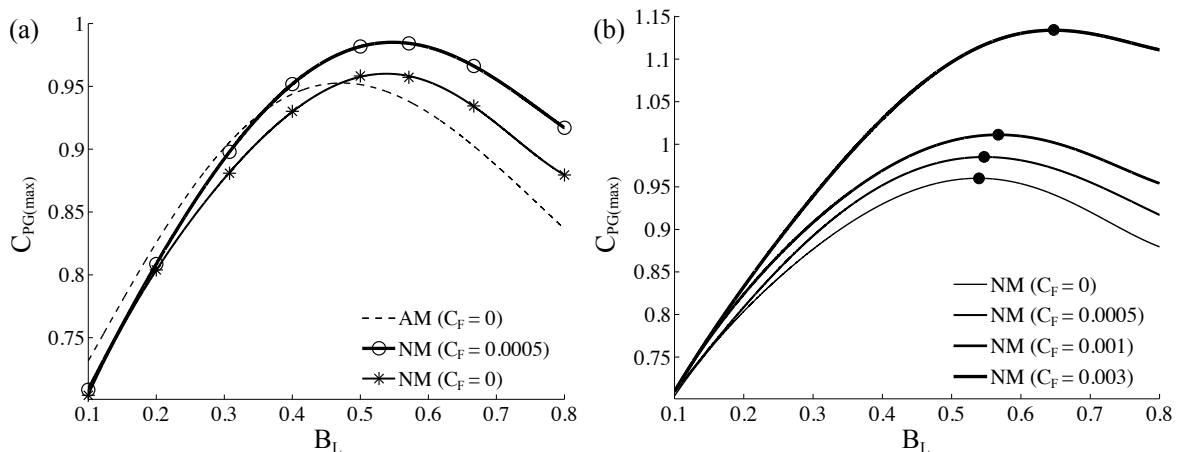 (a)
1
0.95
0.9
0.85
0.8
0.75
C_PG(max)
0.1 0.2 0.3 0.4 0.5 0.6 0.7 0.8
B_L
AM (C_F = 0)
NM (C_F = 0.0005)
NM (C_F = 0)
(b)
1.15
1.1
1.05
1
0.95
0.9
0.85
0.8
0.75
C_PG(max)
0.1 0.2 0.3 0.4 0.5 0.6 0.7 0.8
B_L
NM (C_F = 0)
NM (C_F = 0.0005)
NM (C_F = 0.001)
NM (C_F = 0.003)